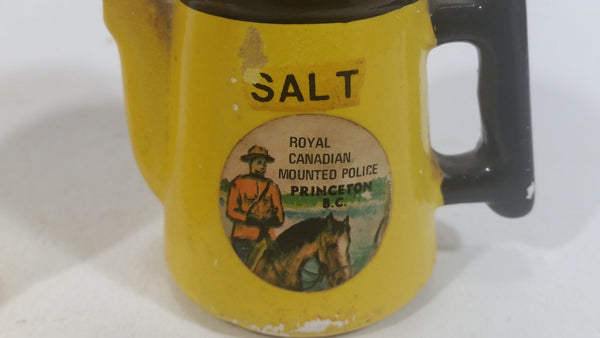 SALT
ROYAL
CANADIAN
MOUNTED POLICE
PRINCETON
B.C.